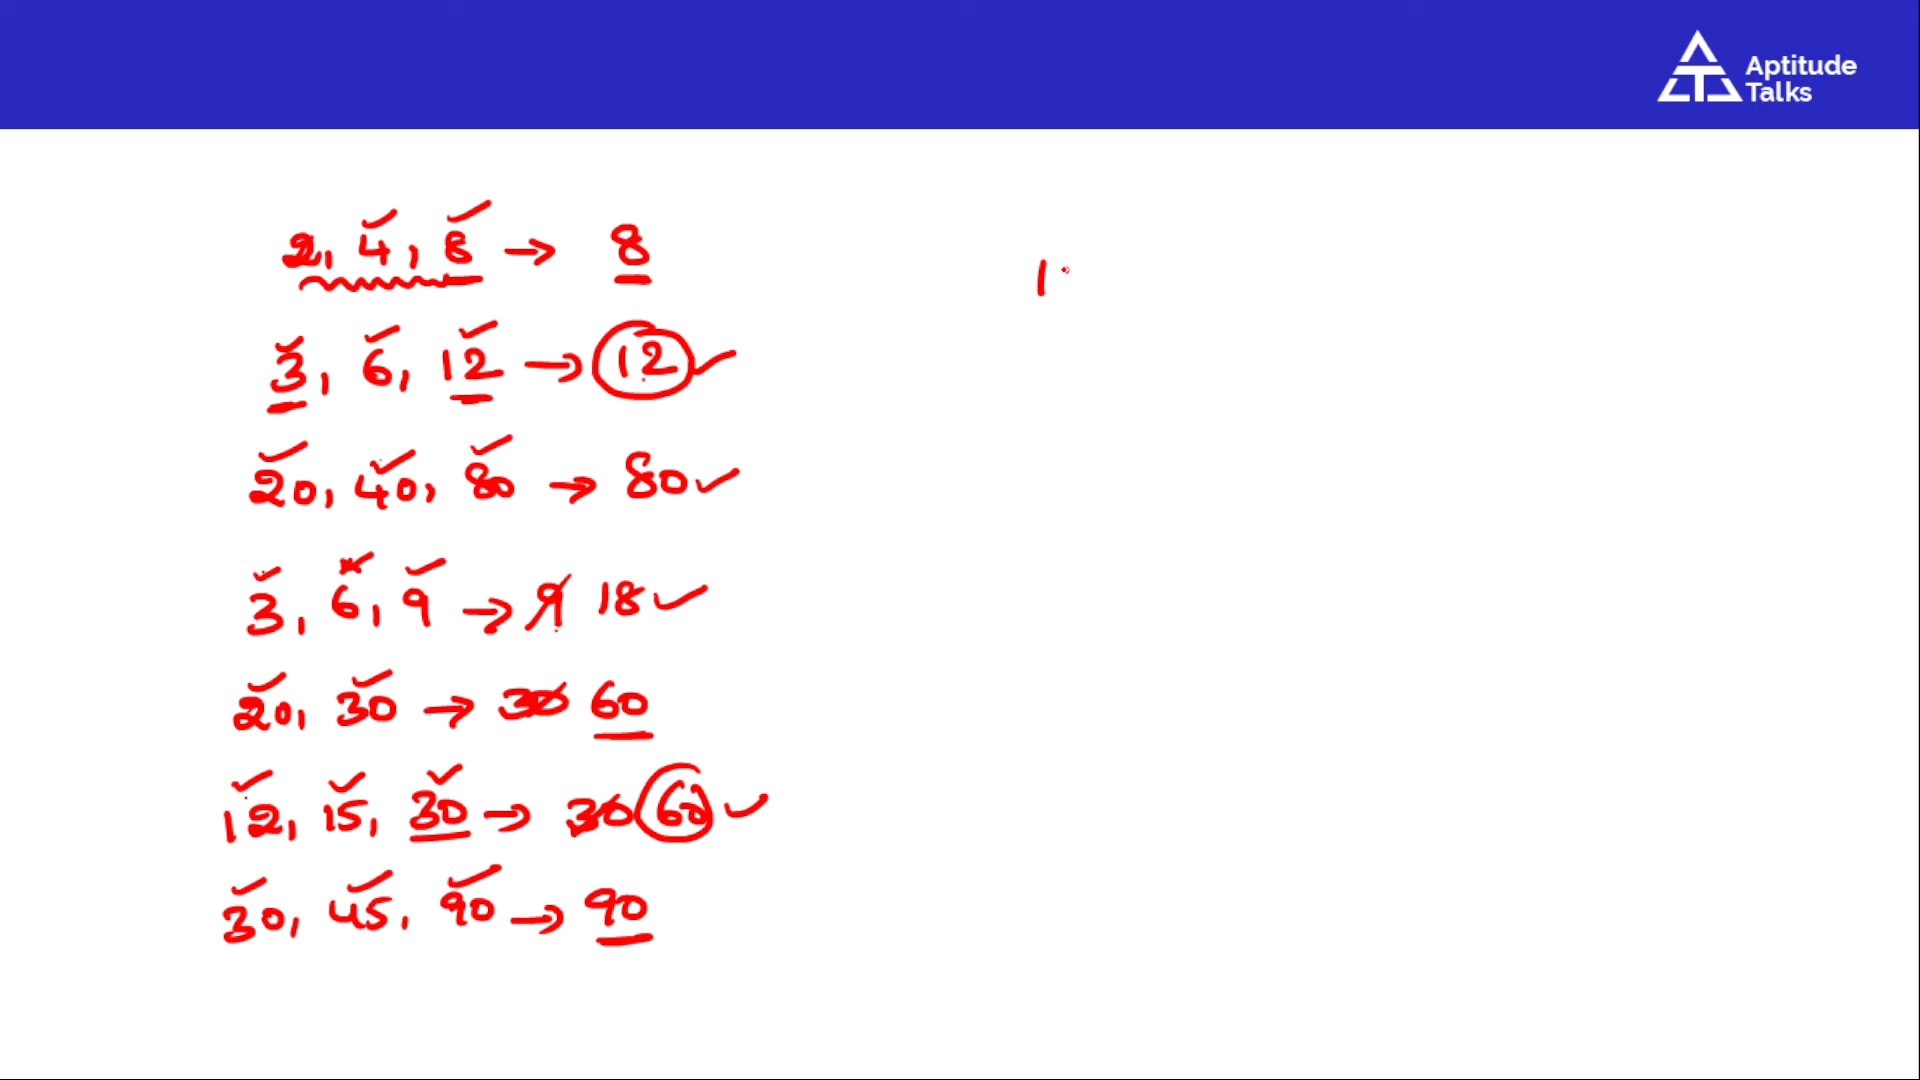 Aptitude
Talks
2, 4, 8 → 8
3, 6, 12 → 12
20, 40, 80 → 80
3, 6, 9 → 9 18
20, 30 → 30 60
12, 15, 30 → 30 60
30, 45, 90 → 90
1